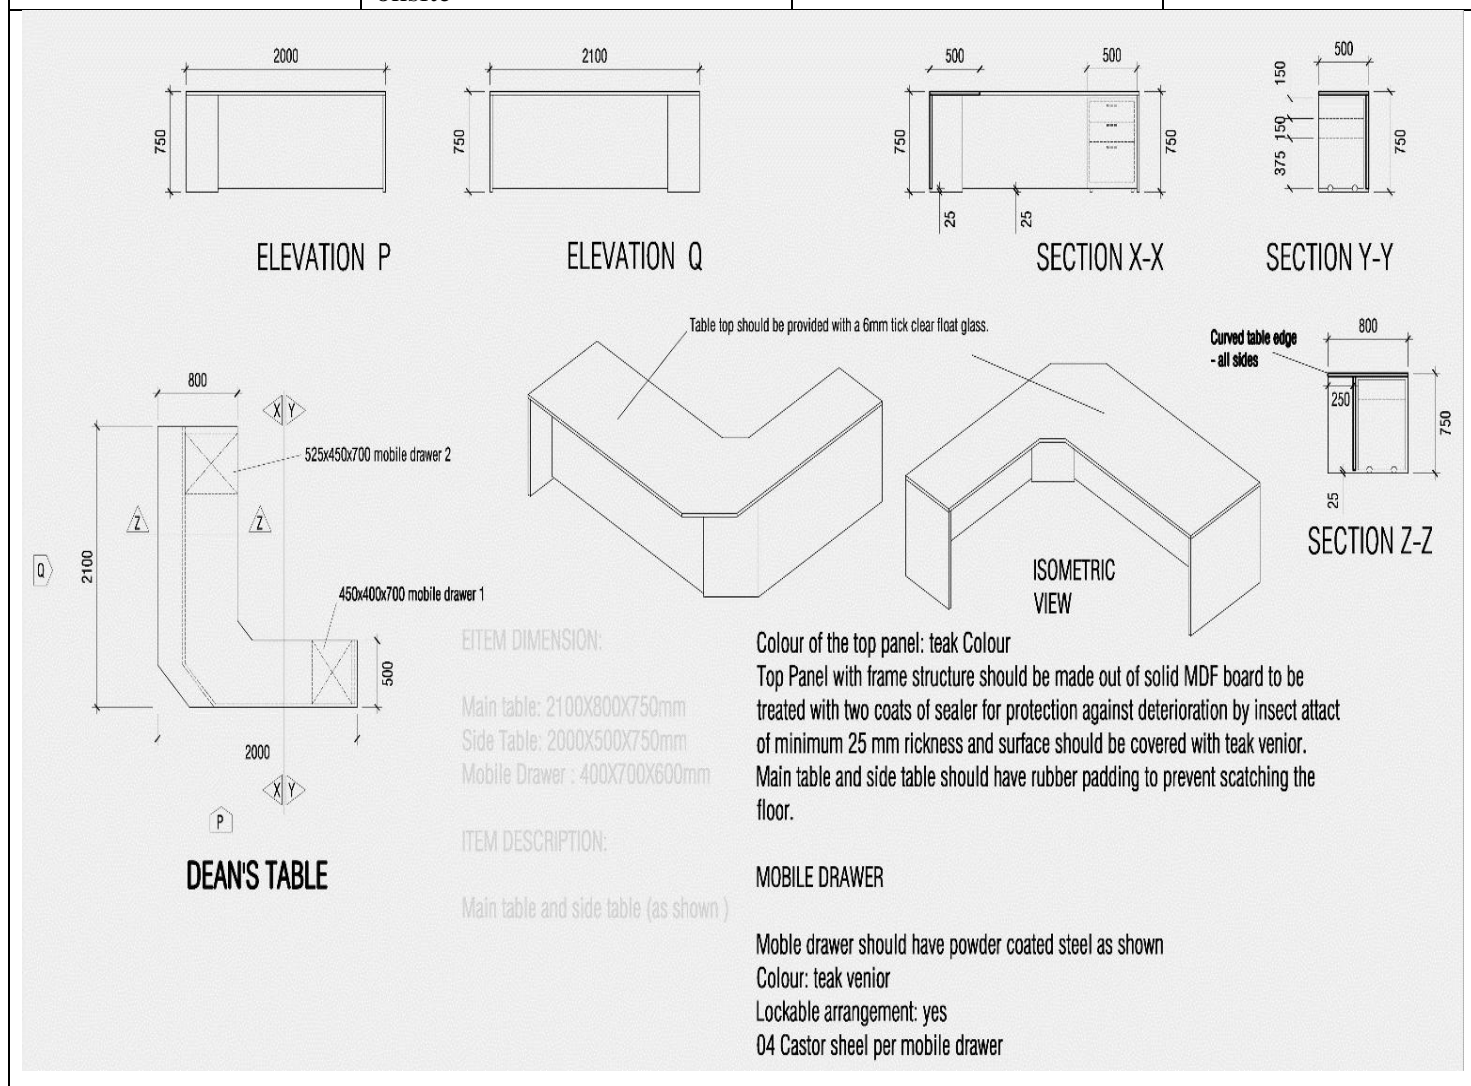 2000
750
ELEVATION P
2100
750
ELEVATION Q
500
500
750
750
25
25
SECTION X-X
500
150
150
375
750
SECTION Y-Y
Table top should be provided with a 6mm tick clear float glass.
Curved table edge
- all sides
800
250
750
25
SECTION Z-Z
800
X Y
525x450x700 mobile drawer 2
Z
Z
Q
2100
450x400x700 mobile drawer 1
500
2000
X Y
P
DEAN'S TABLE
ISOMETRIC
VIEW
EITEM DIMENSION:
Main table: 2100X800X750mm
Side Table: 2000X500X750mm
Mobile Drawer : 400X700X600mm
ITEM DESCRIPTION:
Main table and side table (as shown )
Colour of the top panel: teak Colour
Top Panel with frame structure should be made out of solid MDF board to be
treated with two coats of sealer for protection against deterioration by insect attact
of minimum 25 mm rickness and surface should be covered with teak venior.
Main table and side table should have rubber padding to prevent scatching the
floor.
MOBILE DRAWER
Moble drawer should have powder coated steel as shown
Colour: teak venior
Lockable arrangement: yes
04 Castor sheel per mobile drawer